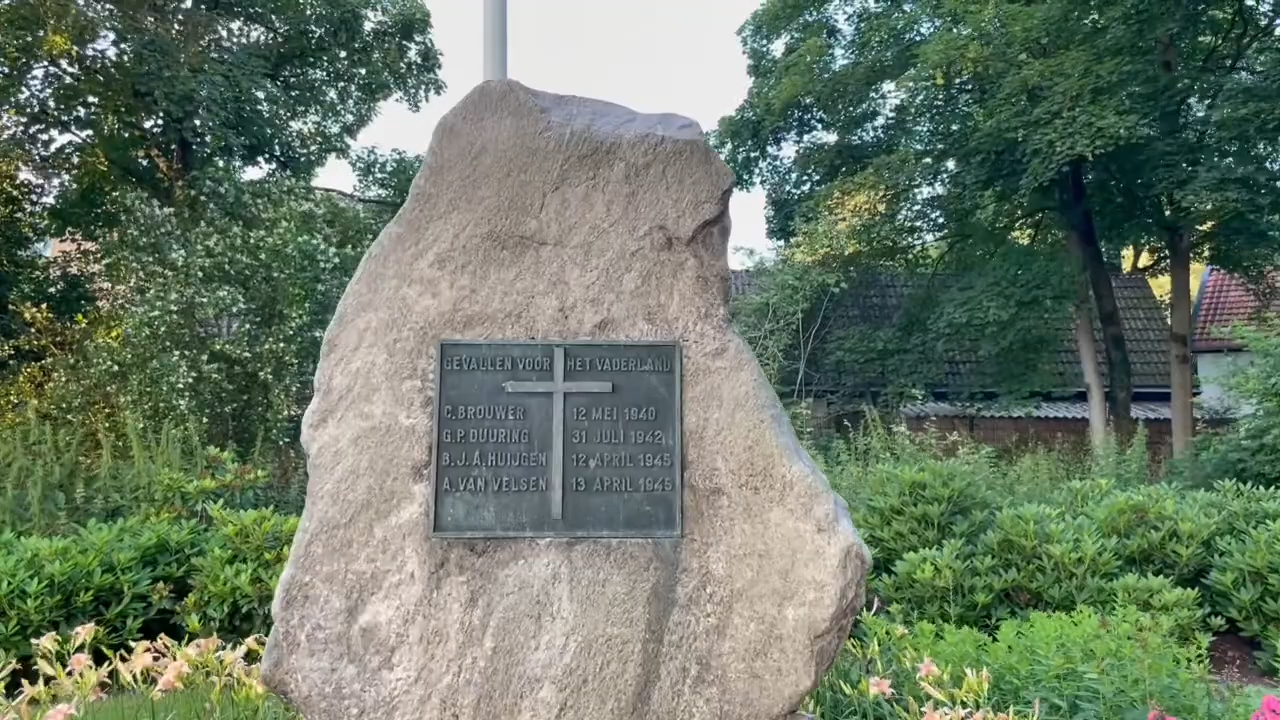 GEVALLEN VOOR HET VADERLAND
C. BROUWER 12 MEI 1940
G.P. DUURING 31 JULI 1942
B.J.A. HUIJGEN 12 APRIL 1945
A. VAN VELSEN 13 APRIL 1945